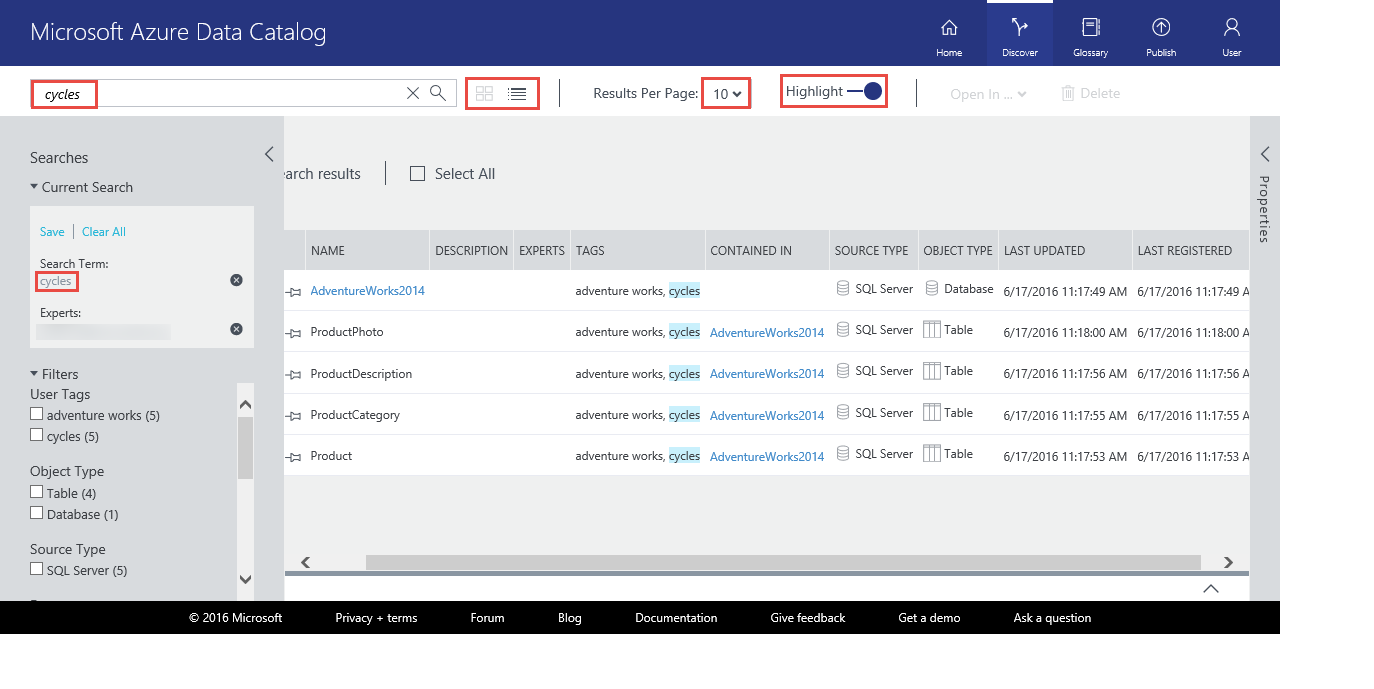 Microsoft Azure Data Catalog
Home Discover Glossary Publish User
cycles Results Per Page: 10 Highlight Open In ... Delete
Searches
Current Search
Save Clear All
Search Term:
cycles
Experts:
Filters
User Tags
adventure works (5)
cycles (5)
Object Type
Table (4)
Database (1)
Source Type
SQL Server (5)
arch results Select All
NAME DESCRIPTION EXPERTS TAGS CONTAINED IN SOURCE TYPE OBJECT TYPE LAST UPDATED LAST REGISTERED
AdventureWorks2014 adventure works, cycles SQL Server Database 6/17/2016 11:17:49 AM 6/17/2016 11:17:49 A
ProductPhoto adventure works, cycles AdventureWorks2014 SQL Server Table 6/17/2016 11:18:00 AM 6/17/2016 11:18:00 A
ProductDescription adventure works, cycles AdventureWorks2014 SQL Server Table 6/17/2016 11:17:56 AM 6/17/2016 11:17:56 A
ProductCategory adventure works, cycles AdventureWorks2014 SQL Server Table 6/17/2016 11:17:55 AM 6/17/2016 11:17:55 A
Product adventure works, cycles AdventureWorks2014 SQL Server Table 6/17/2016 11:17:53 AM 6/17/2016 11:17:53 A
Properties
© 2016 Microsoft Privacy + terms Forum Blog Documentation Give feedback Get a demo Ask a question